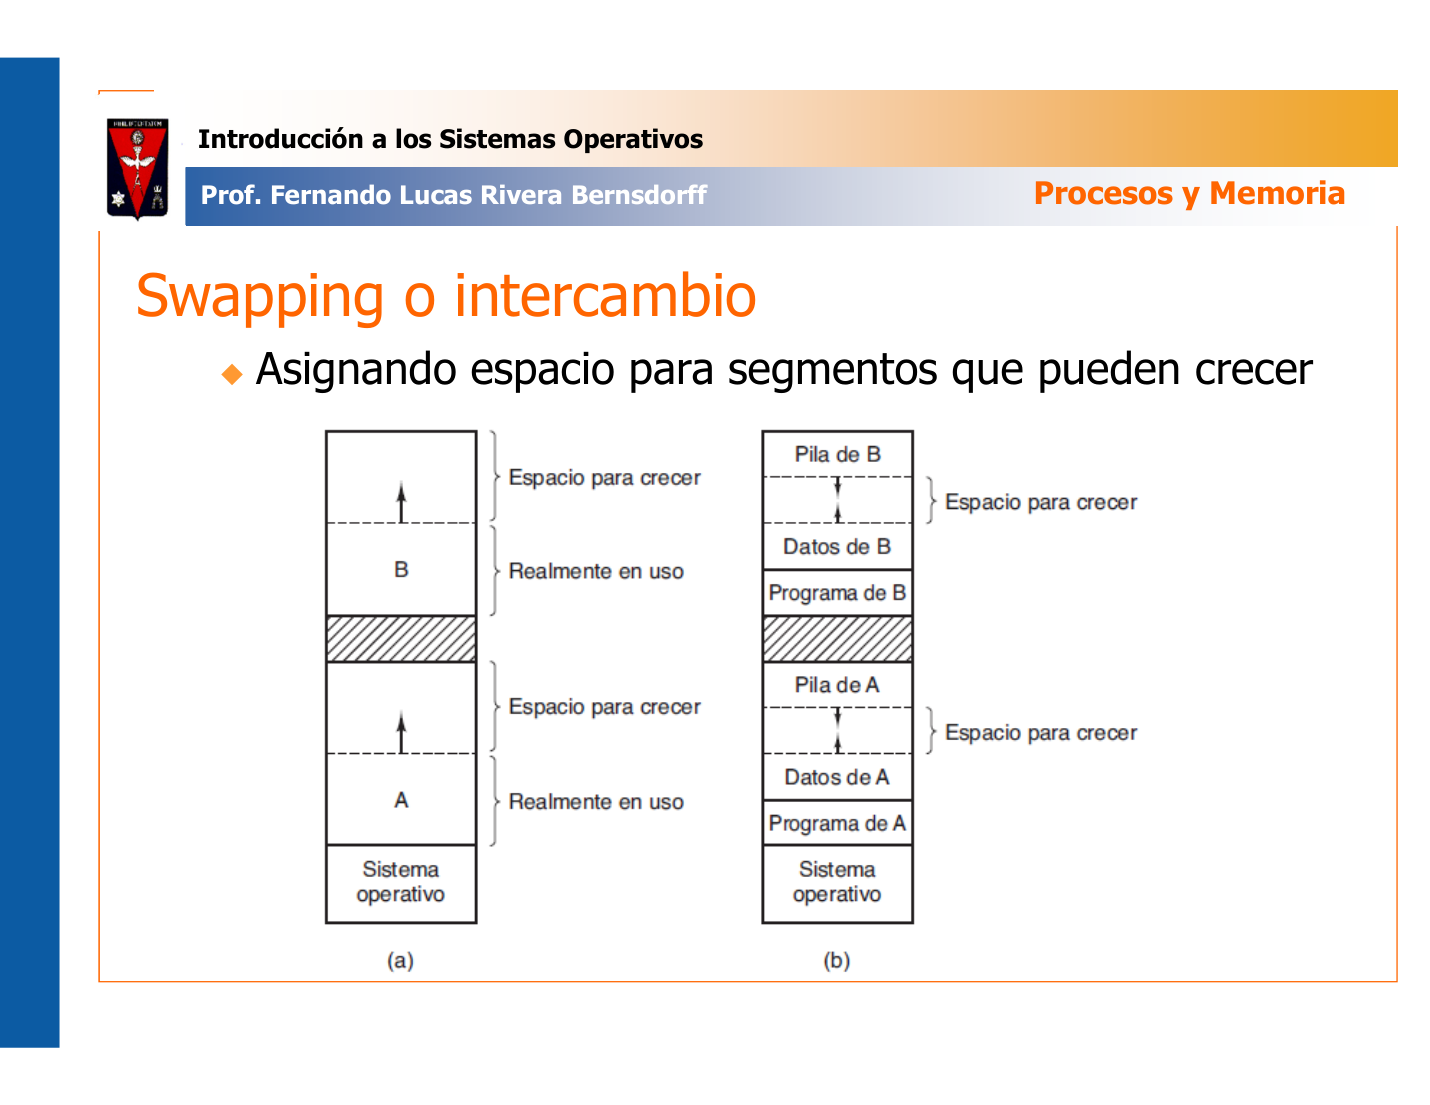 Introducción a los Sistemas Operativos
Prof. Fernando Lucas Rivera Bernsdorff
Procesos y Memoria
Swapping o intercambio
Asignando espacio para segmentos que pueden crecer
Espacio para crecer
B
Realmente en uso
Espacio para crecer
A
Realmente en uso
Sistema
operativo
(a)
Pila de B
Espacio para crecer
Datos de B
Programa de B
Pila de A
Espacio para crecer
Datos de A
Programa de A
Sistema
operativo
(b)